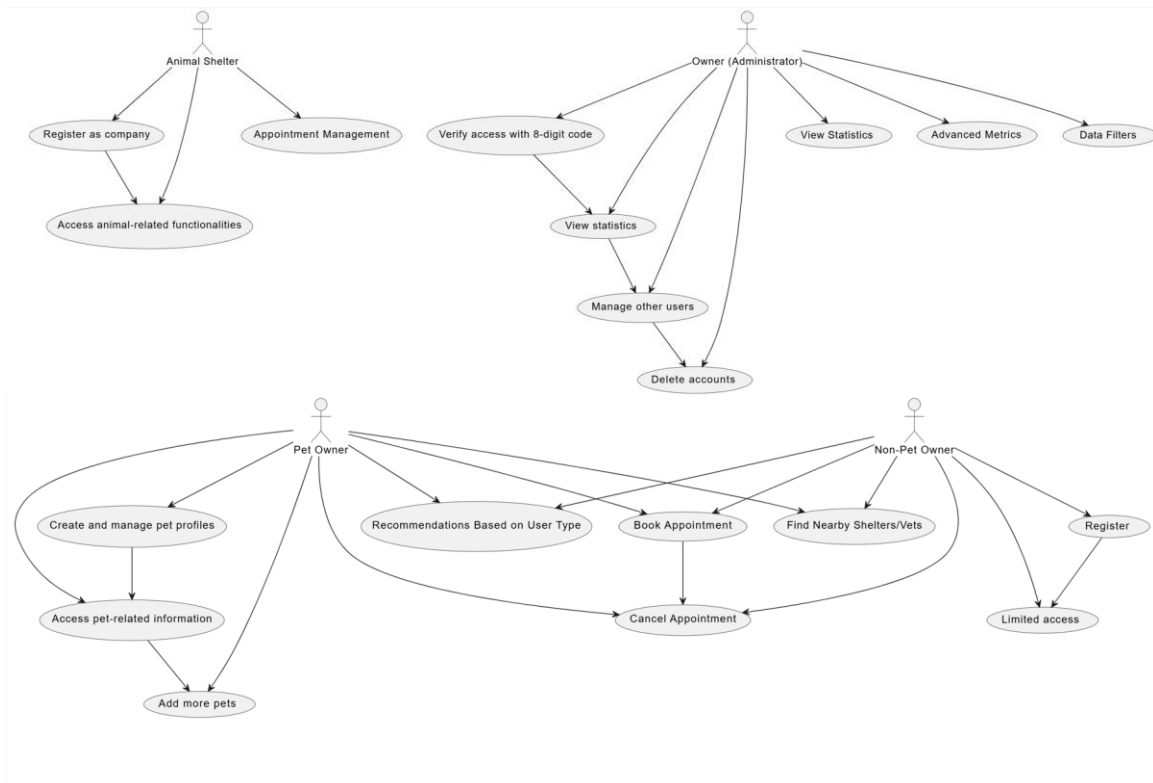 Animal Shelter
Owner (Administrator)
Register as company
Appointment Management
Verify access with 8-digit code
View Statistics
Advanced Metrics
Data Filters
Access animal-related functionalities
View statistics
Manage other users
Delete accounts
Pet Owner
Non-Pet Owner
Create and manage pet profiles
Recommendations Based on User Type
Book Appointment
Find Nearby Shelters/Vets
Register
Access pet-related information
Cancel Appointment
Limited access
Add more pets